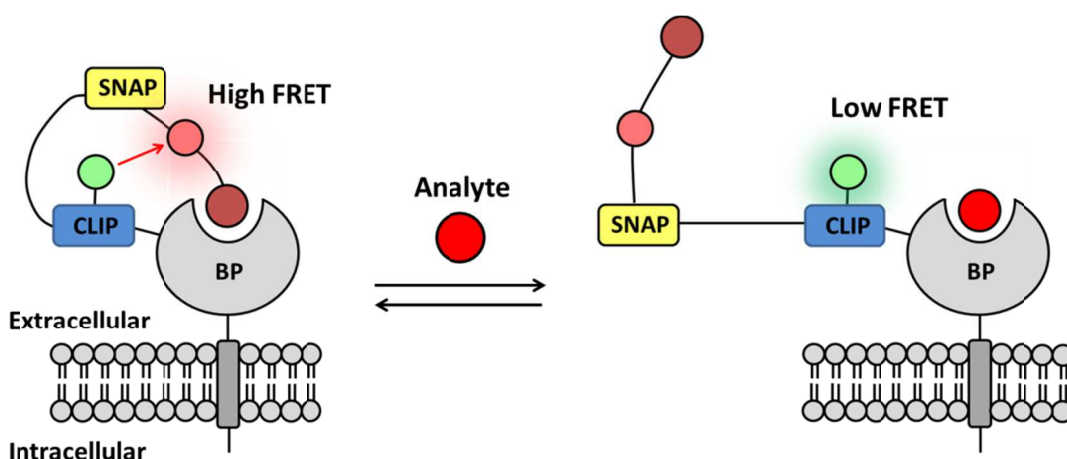 SNAP
High FRET
CLIP
BP
Extracellular
Intracellular
Analyte
Low FRET
SNAP
CLIP
BP